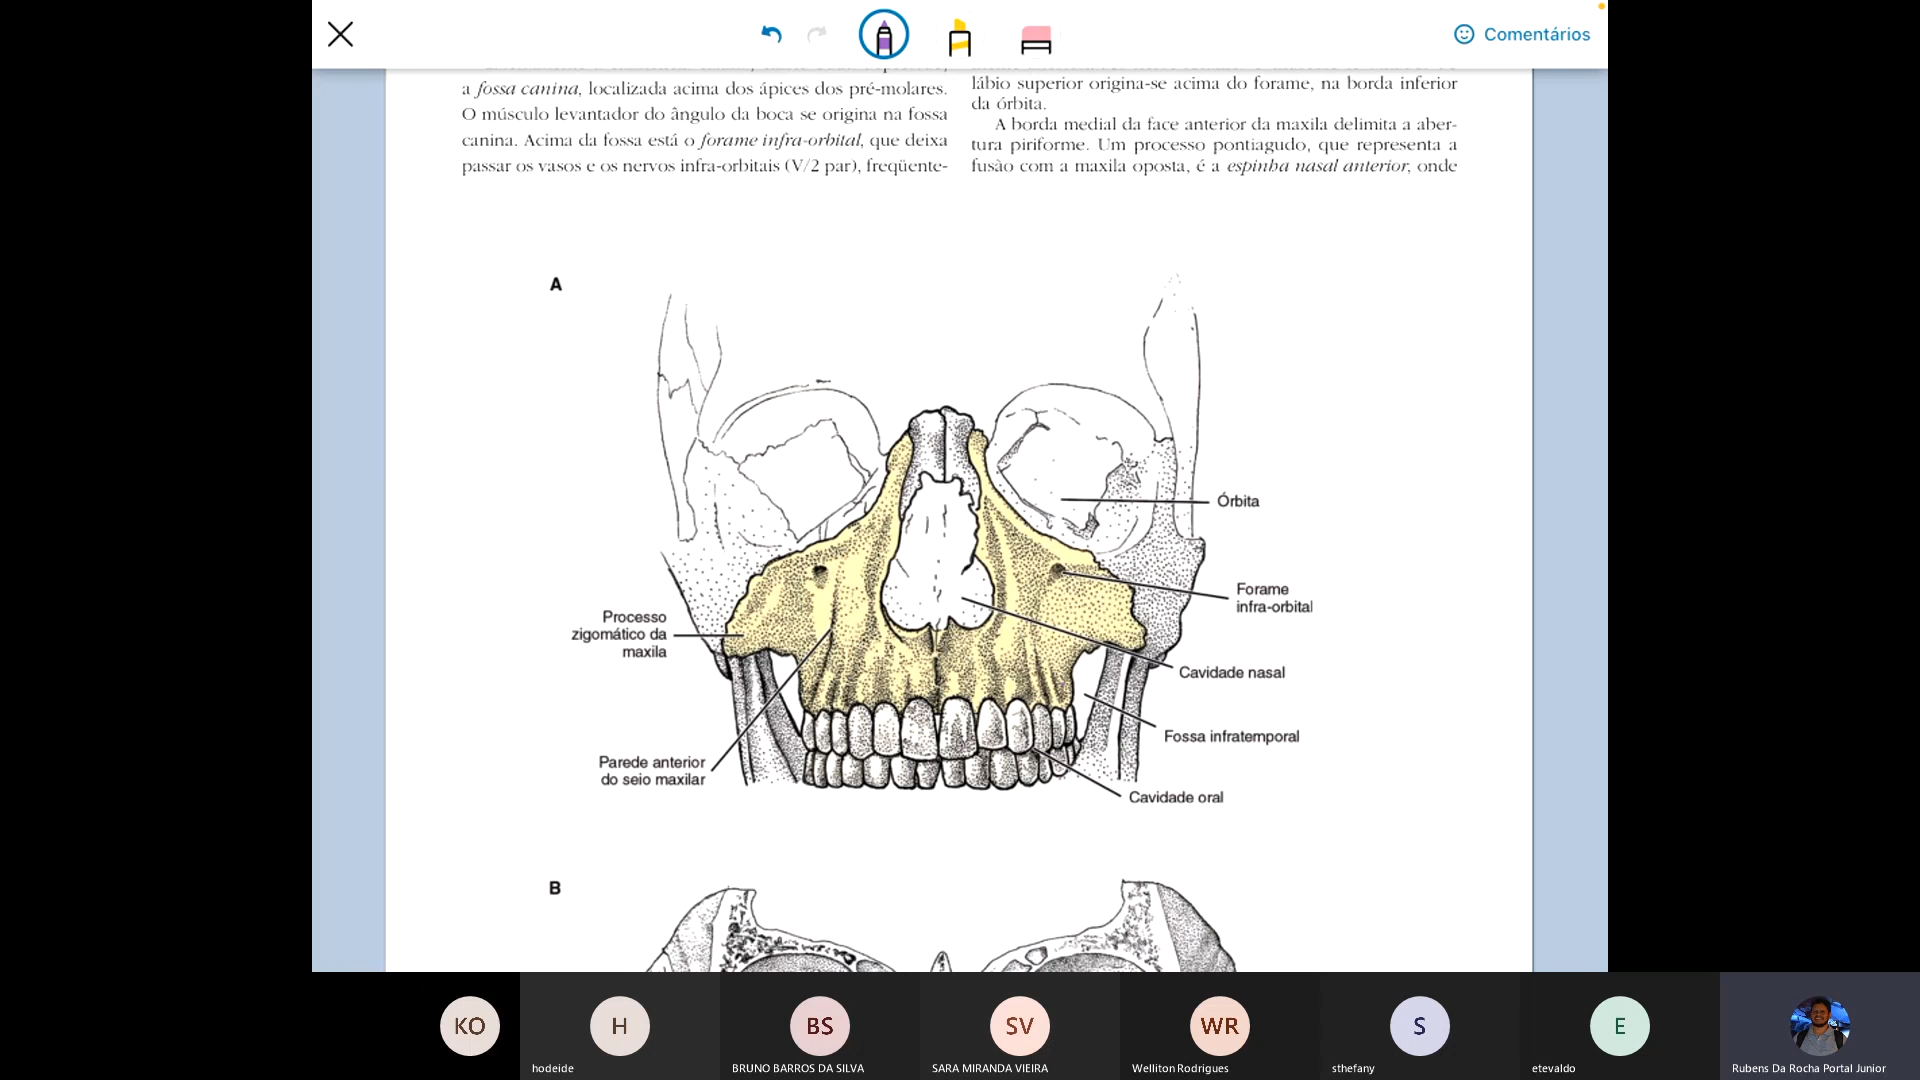 Comentários
a fossa canina, localizada acima dos ápices dos pré-molares.
O músculo levantador do ângulo da boca se origina na fossa
canina. Acima da fossa está o forame infra-orbital, que deixa
passar os vasos e os nervos infra-orbitais (V/2 par), freqüente-
lábio superior origina-se acima do forame, na borda inferior
da órbita.
A borda medial da face anterior da maxila delimita a aber-
tura piriforme. Um processo pontiagudo, que representa a
fusão com a maxila oposta, é a espinha nasal anterior, onde
A
Órbita
Forame
infra-orbital
Processo
zigomático da
maxila
Cavidade nasal
Fossa infratemporal
Parede anterior
do seio maxilar
Cavidade oral
B
KO
H
BS
SV
WR
S
E
hodeide
BRUNO BARROS DA SILVA
SARA MIRANDA VIEIRA
Welliton Rodrigues
sthefany
etevaldo
Rubens Da Rocha Portal Junior